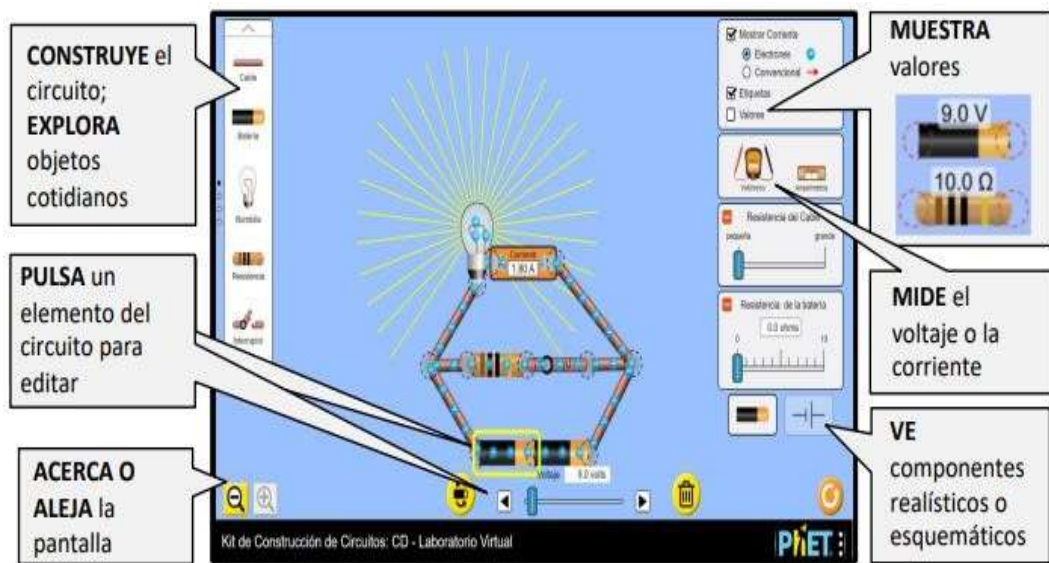 CONSTRUYE el
circuito;
EXPLORA
objetos
cotidianos
PULSA un
elemento del
circuito para
editar
ACERCA O
ALEJA la
pantalla
Cable
Batería
Bombilla
Resistencia
Interruptor
Corriente
1.80 A
Voltaje 9.0 volts
Mostrar Corriente
Electrones
Convencional
Etiquetas
Valores
Voltímetro
Amperímetro
Resistencia del Cable
pequeña
grande
Resistencia de la batería
0.0 ohms
0
10
Kit de Construcción de Circuitos: CD - Laboratorio Virtual
PhET
MUESTRA
valores
9.0 V
10.0 Ω
MIDE el
voltaje o la
corriente
VE
componentes
realísticos o
esquemáticos